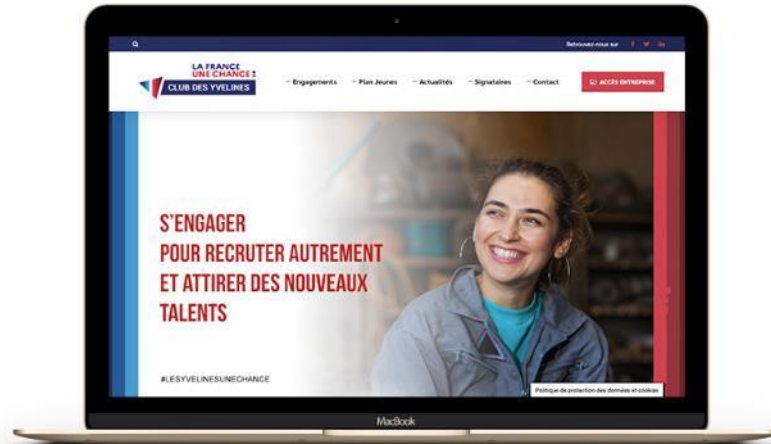 Retrouvez-nous sur
LA FRANCE
UNE CHANCE
CLUB DES YVELINES
Engagements
Plan Jeunes
Actualités
Signataires
Contact
ACCÈS ENTREPRISE
S'ENGAGER
POUR RECRUTER AUTREMENT
ET ATTIRER DES NOUVEAUX
TALENTS
#LESYVELINESUNECHANCE
Politique de protection des données et cookies
MacBook